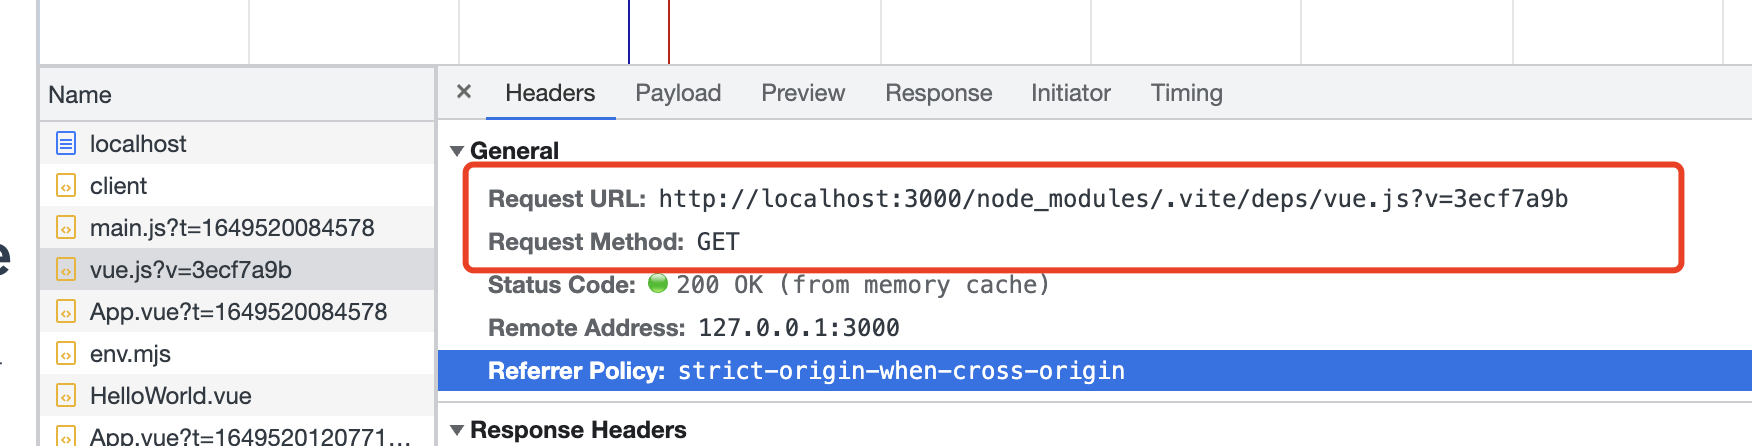 Name
localhost
client
main.js?t=1649520084578
vue.js?v=3ecf7a9b
App.vue?t=1649520084578
env.mjs
HelloWorld.vue
App.vue?t=1649520120771...
× Headers Payload Preview Response Initiator Timing
General
Request URL: http://localhost:3000/node_modules/.vite/deps/vue.js?v=3ecf7a9b
Request Method: GET
Status Code: 200 OK (from memory cache)
Remote Address: 127.0.0.1:3000
Referrer Policy: strict-origin-when-cross-origin
Response Headers